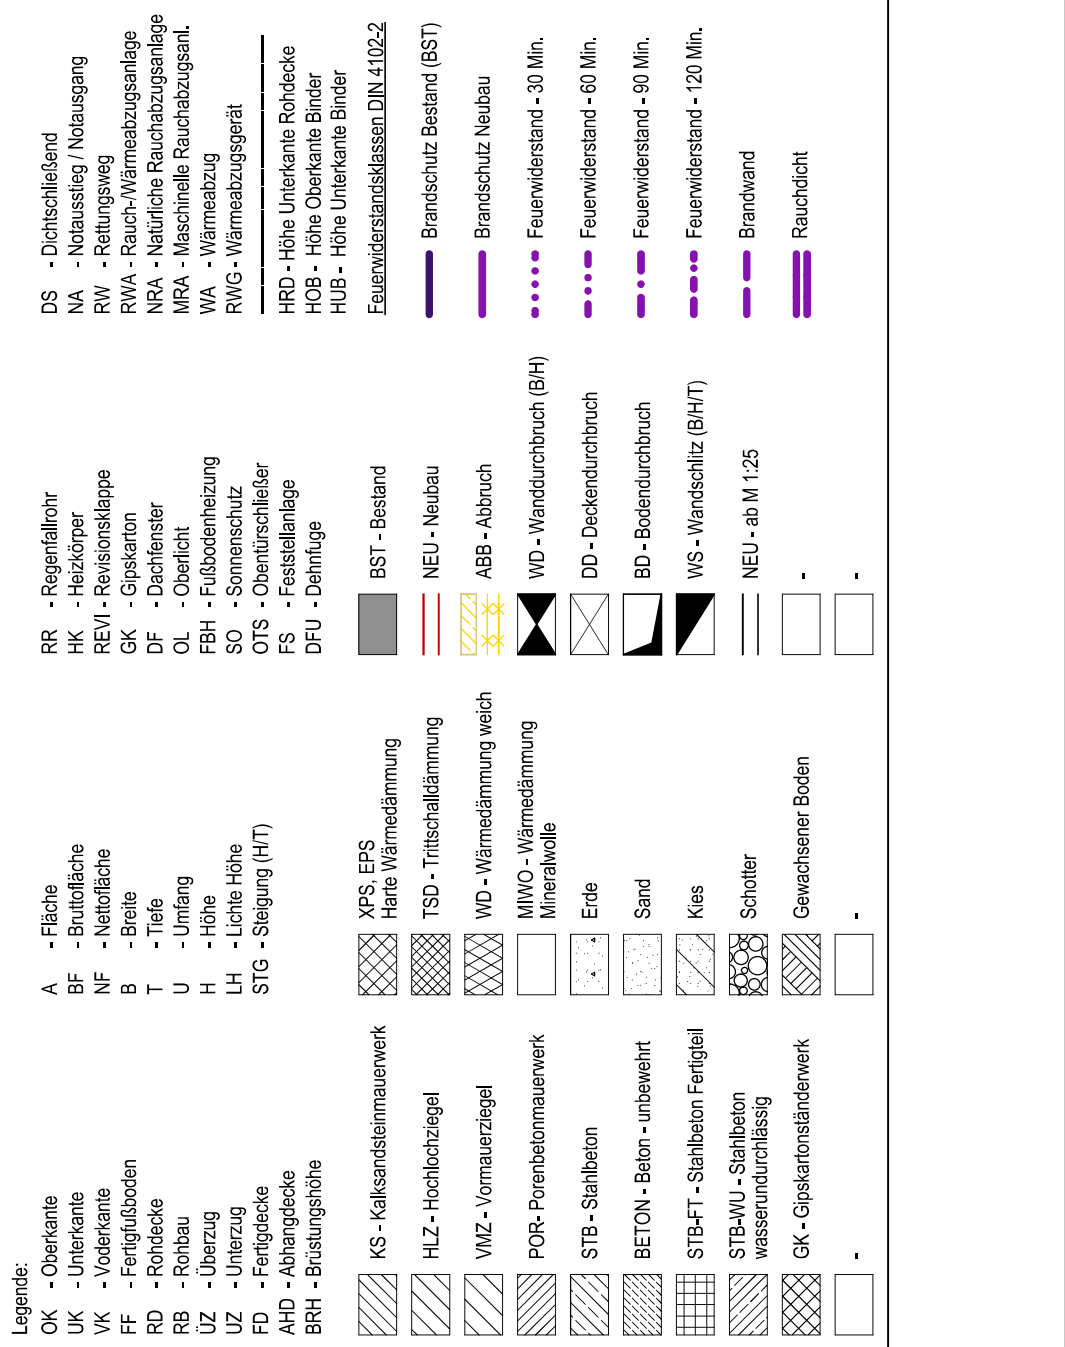 Legende:
OK - Oberkante
UK - Unterkante
VK - Voderkante
FF - Fertigfußboden
RD - Rohdecke
RB - Rohbau
ÜZ - Überzug
UZ - Unterzug
FD - Fertigdecke
AHD - Abhangdecke
BRH - Brüstungshöhe
KS - Kalksandsteinmauerwerk
HLZ - Hochlochziegel
VMZ - Vormauerziegel
POR- Porenbetonmauerwerk
STB - Stahlbeton
BETON - Beton - unbewehrt
STB-FT - Stahlbeton Fertigteil
STB-WU - Stahlbeton
wasserundurchlässig
GK - Gipskartonständerwerk
-
A - Fläche
BF - Bruttofläche
NF - Nettofläche
B - Breite
T - Tiefe
U - Umfang
H - Höhe
LH - Lichte Höhe
STG - Steigung (H/T)
XPS, EPS
Harte Wärmedämmung
TSD - Trittschalldämmung
WD - Wärmedämmung weich
MIWO - Wärmedämmung
Mineralwolle
Erde
Sand
Kies
Schotter
Gewachsener Boden
-
RR - Regenfallrohr
HK - Heizkörper
REVI - Revisionsklappe
GK - Gipskarton
DF - Dachfenster
OL - Oberlicht
FBH - Fußbodenheizung
SO - Sonnenschutz
OTS - Obentürschließer
FS - Feststellanlage
DFU - Dehnfuge
BST - Bestand
NEU - Neubau
ABB - Abbruch
WD - Wanddurchbruch (B/H)
DD - Deckendurchbruch
BD - Bodendurchbruch
WS - Wandschlitz (B/H/T)
NEU - ab M 1:25
-
-
DS - Dichtschließend
NA - Notausstieg / Notausgang
RW - Rettungsweg
RWA - Rauch-/Wärmeabzugsanlage
NRA - Natürliche Rauchabzugsanlage
MRA - Maschinelle Rauchabzugsanl.
WA - Wärmeabzug
RWG - Wärmeabzugsgerät
HRD - Höhe Unterkante Rohdecke
HOB - Höhe Oberkante Binder
HUB - Höhe Unterkante Binder
Feuerwiderstandsklassen DIN 4102-2
Brandschutz Bestand (BST)
Brandschutz Neubau
Feuerwiderstand - 30 Min.
Feuerwiderstand - 60 Min.
Feuerwiderstand - 90 Min.
Feuerwiderstand - 120 Min.
Brandwand
Rauchdicht